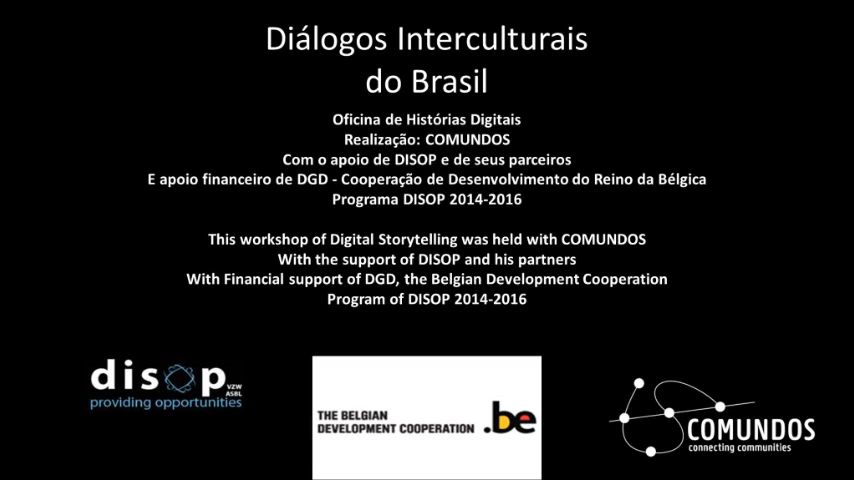 Diálogos Interculturais
do Brasil
Oficina de Histórias Digitais
Realização: COMUNDOS
Com o apoio de DISOP e de seus parceiros
E apoio financeiro de DGD - Cooperação de Desenvolvimento do Reino da Bélgica
Programa DISOP 2014-2016
This workshop of Digital Storytelling was held with COMUNDOS
With the support of DISOP and his partners
With Financial support of DGD, the Belgian Development Cooperation
Program of DISOP 2014-2016
disop
VZW
ASBL
providing opportunities
THE BELGIAN
DEVELOPMENT COOPERATION
.be
COMUNDOS
connecting communities